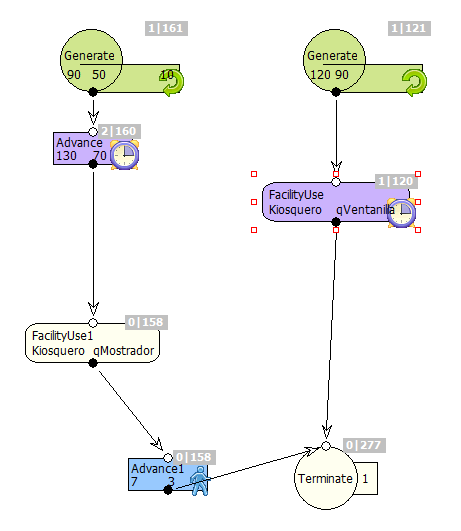 1|161
Generate
90 50 10
2|160
Advance
130 70
0|158
FacilityUse1
Kiosquero qMostrador
0|158
Advance1
7 3
1|121
Generate
120 90
1|120
FacilityUse
Kiosquero qVentanilla
0|277
Terminate 1